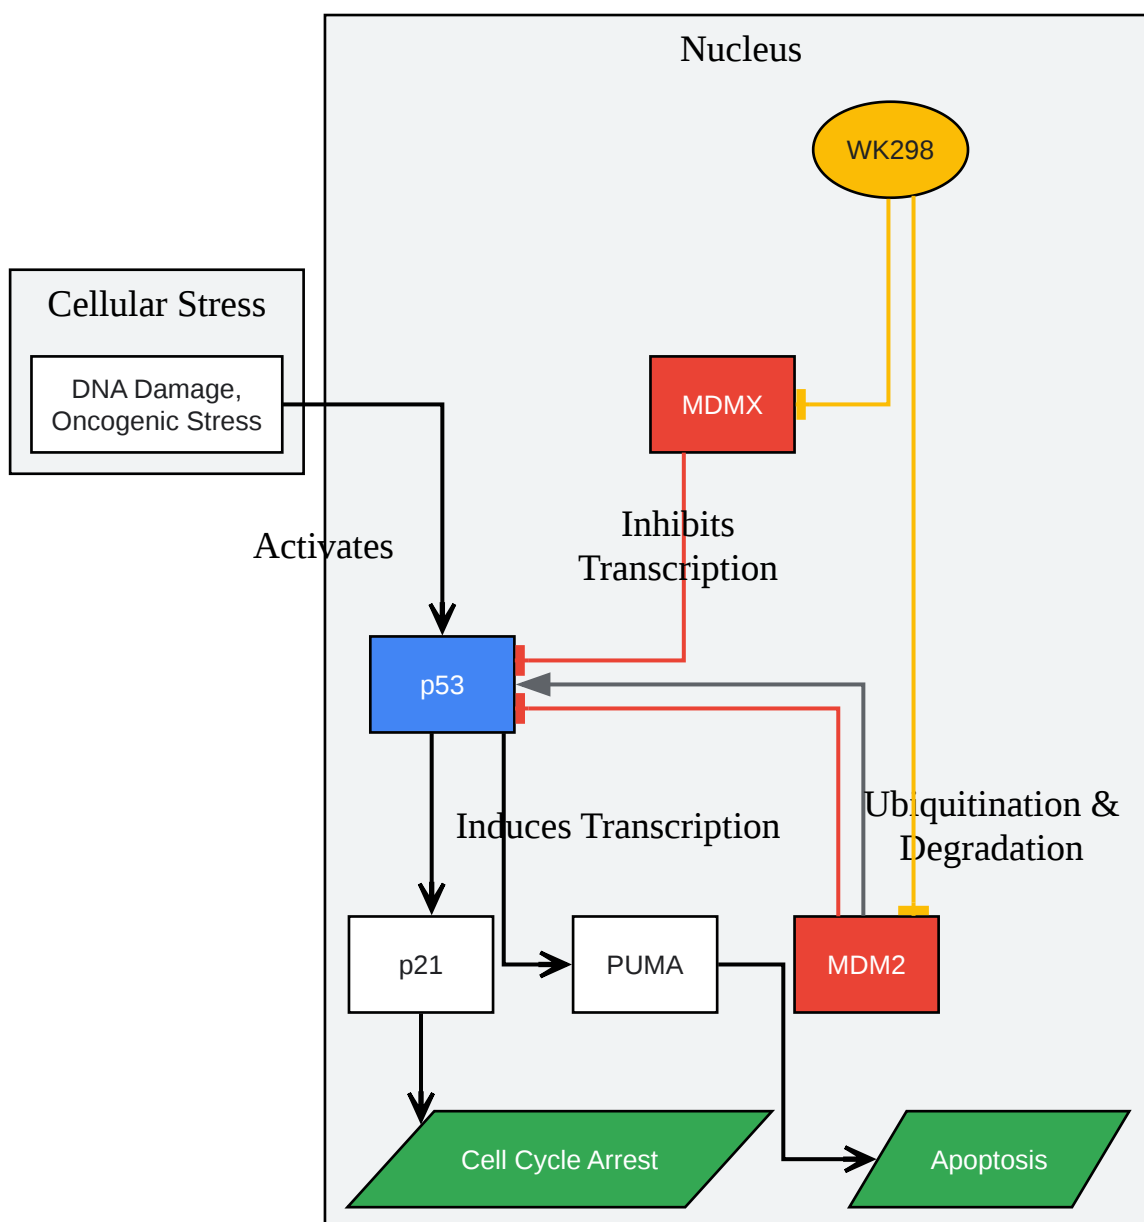 Nucleus
WK298
Cellular Stress
DNA Damage,
Oncogenic Stress
MDMX
Activates
Inhibits
Transcription
p53
Induces Transcription
Ubiquitination &
Degradation
p21
PUMA
MDM2
Cell Cycle Arrest
Apoptosis